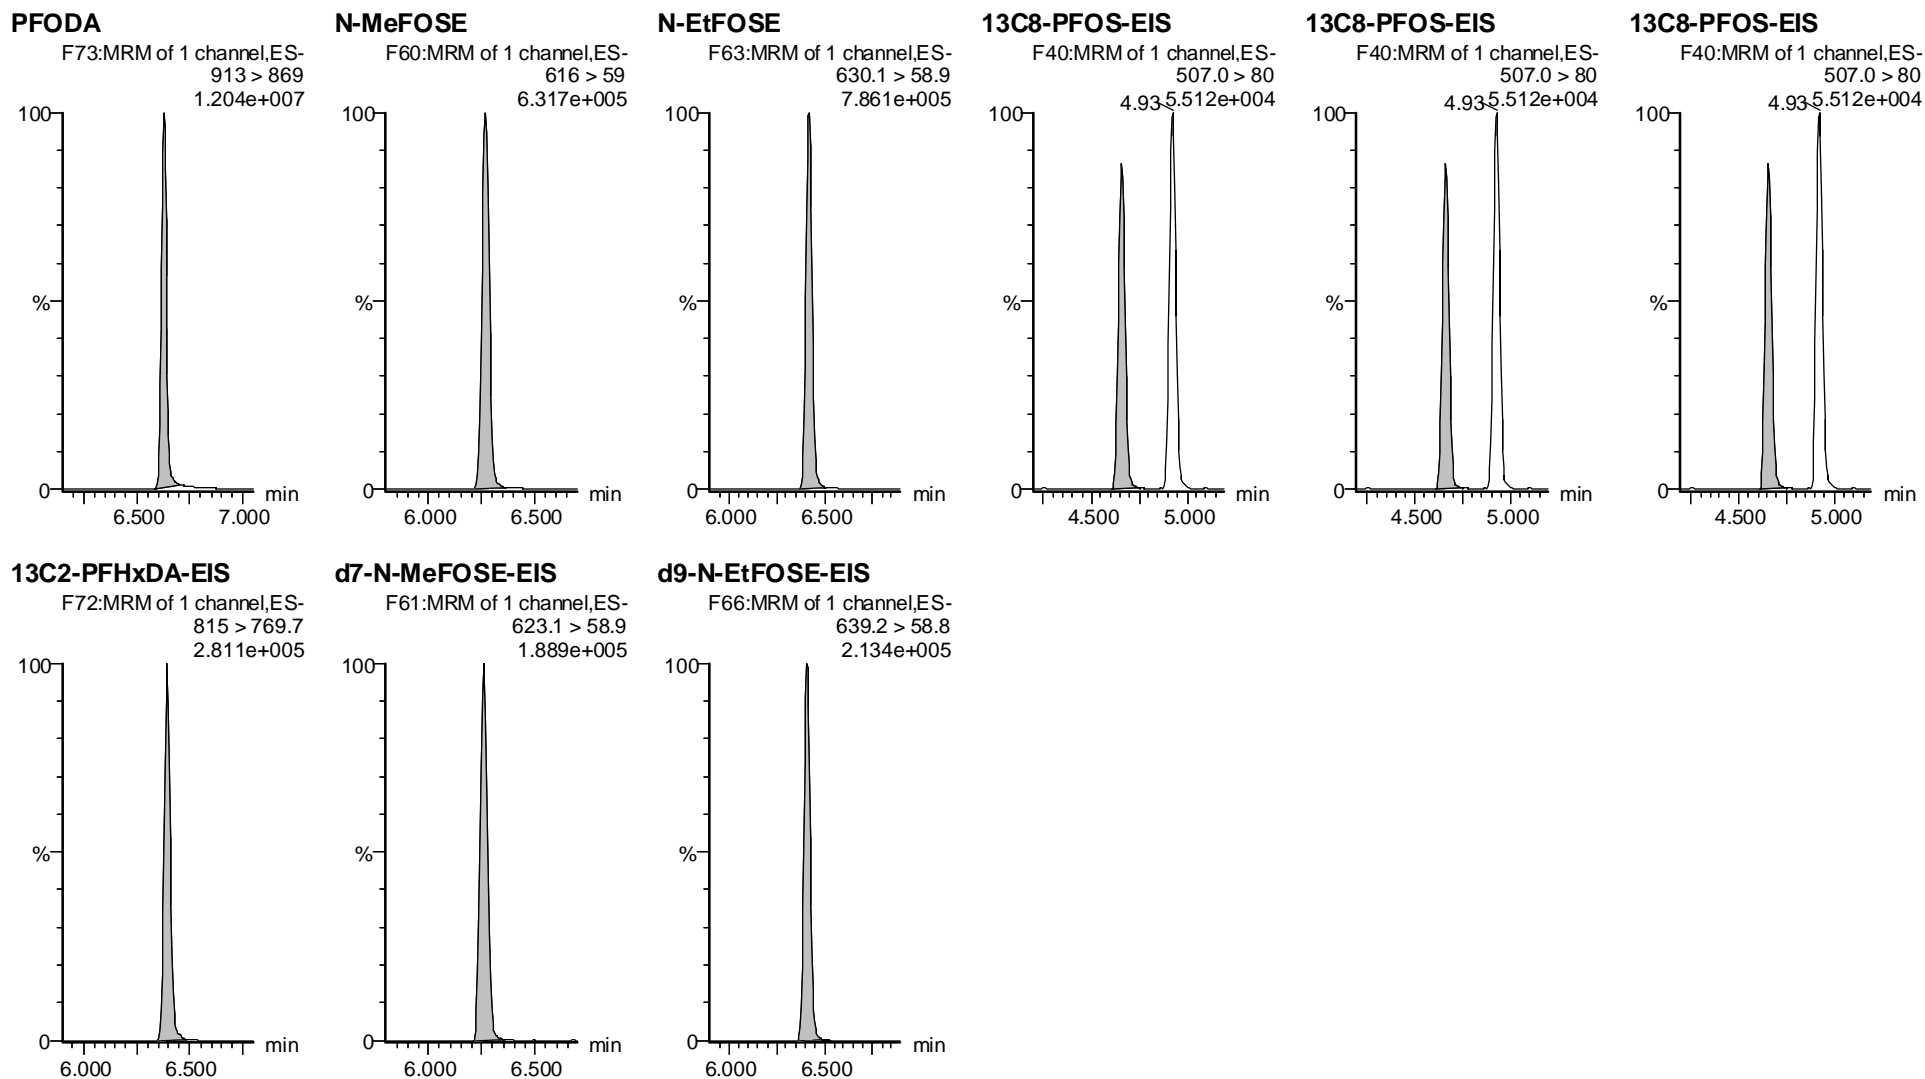 PFODA
F73:MRM of 1 channel,ES-
913 > 869
1.204e+007
100
%
0
6.500 7.000
min
N-MeFOSE
F60:MRM of 1 channel,ES-
616 > 59
6.317e+005
100
%
0
6.000 6.500
min
N-EtFOSE
F63:MRM of 1 channel,ES-
630.1 > 58.9
7.861e+005
100
%
0
6.000 6.500
min
13C8-PFOS-EIS
F40:MRM of 1 channel,ES-
507.0 > 80
5.512e+004
4.93
100
%
0
4.500 5.000
min
13C8-PFOS-EIS
F40:MRM of 1 channel,ES-
507.0 > 80
5.512e+004
4.93
100
%
0
4.500 5.000
min
13C8-PFOS-EIS
F40:MRM of 1 channel,ES-
507.0 > 80
5.512e+004
4.93
100
%
0
4.500 5.000
min
13C2-PFHxDA-EIS
F72:MRM of 1 channel,ES-
815 > 769.7
2.811e+005
100
%
0
6.000 6.500
min
d7-N-MeFOSE-EIS
F61:MRM of 1 channel,ES-
623.1 > 58.9
1.889e+005
100
%
0
6.000 6.500
min
d9-N-EtFOSE-EIS
F66:MRM of 1 channel,ES-
639.2 > 58.8
2.134e+005
100
%
0
6.000 6.500
min